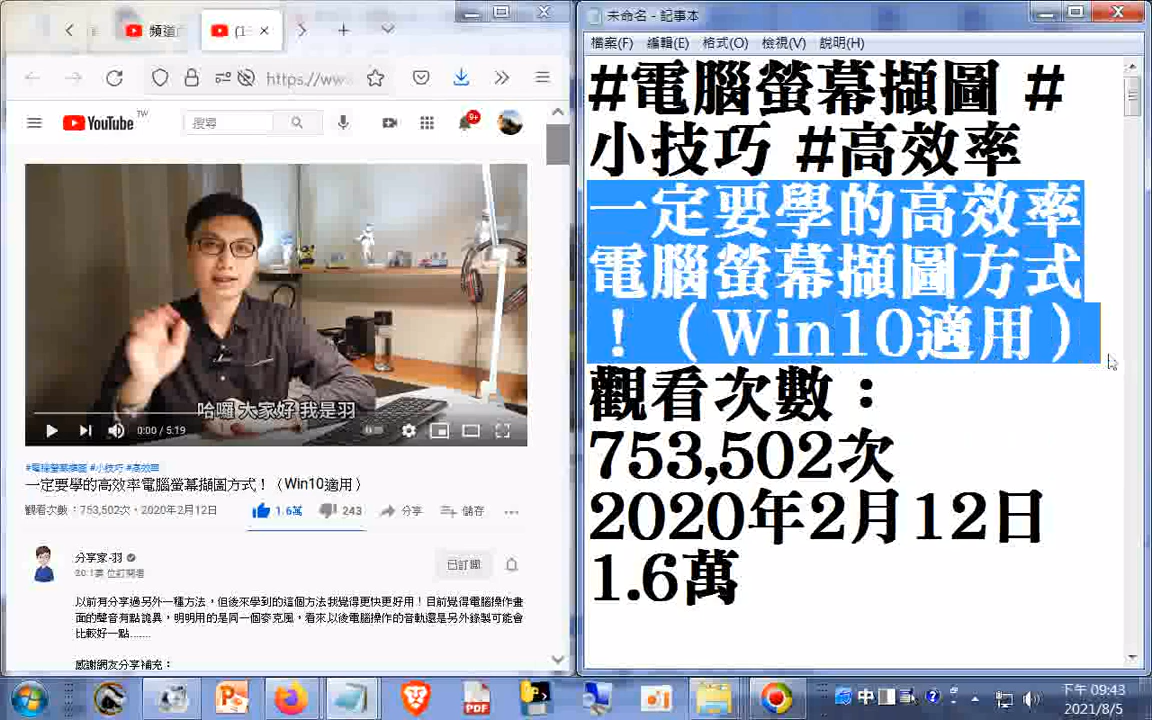 頻道
(1
https://www.
YouTube TW
搜尋
9+
哈囉 大家好 我是羽
0:00 / 5:19
#電腦螢幕擷圖 #小技巧 #高效率
一定要學的高效率電腦螢幕擷圖方式！（Win10適用）
觀看次數：753,502次 · 2020年2月12日
1.6萬
243
分享
儲存
分享家-羽
位訂閱者
已訂閱
以前有分享過另外一種方法，但後來學到的這個方法我覺得更快更好用！目前覺得電腦操作畫
面的聲音有點詭異，明明用的是同一個麥克風，看來以後電腦操作的音軌還是另外錄製可能會
比較好一點......
感謝網友分享補充：
未命名 - 記事本
檔案(F) 編輯(E) 格式(O) 檢視(V) 說明(H)
#電腦螢幕擷圖 #
小技巧 #高效率
一定要學的高效率
電腦螢幕擷圖方式
！（Win10適用）
觀看次數：
753,502次
2020年2月12日
1.6萬
PDF
中
下午 09:43
2021/8/5